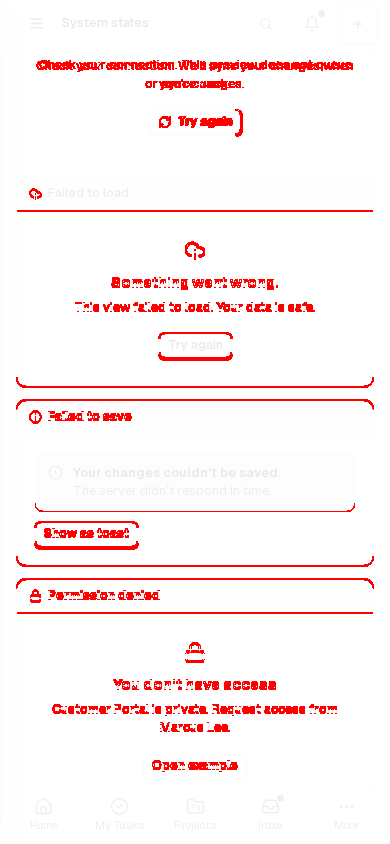 System states
or
Try again
Failed to load
Something went wrong.
This view failed to load. Your data is safe.
Try again
Failed to save
Your changes couldn't be saved.
The server didn't respond in time.
Show as toast
Permission denied
You don't have access
Customer Portal is private. Request access from
Marcus Lee.
Open example
Home
My Tasks
Projects
Inbox
More